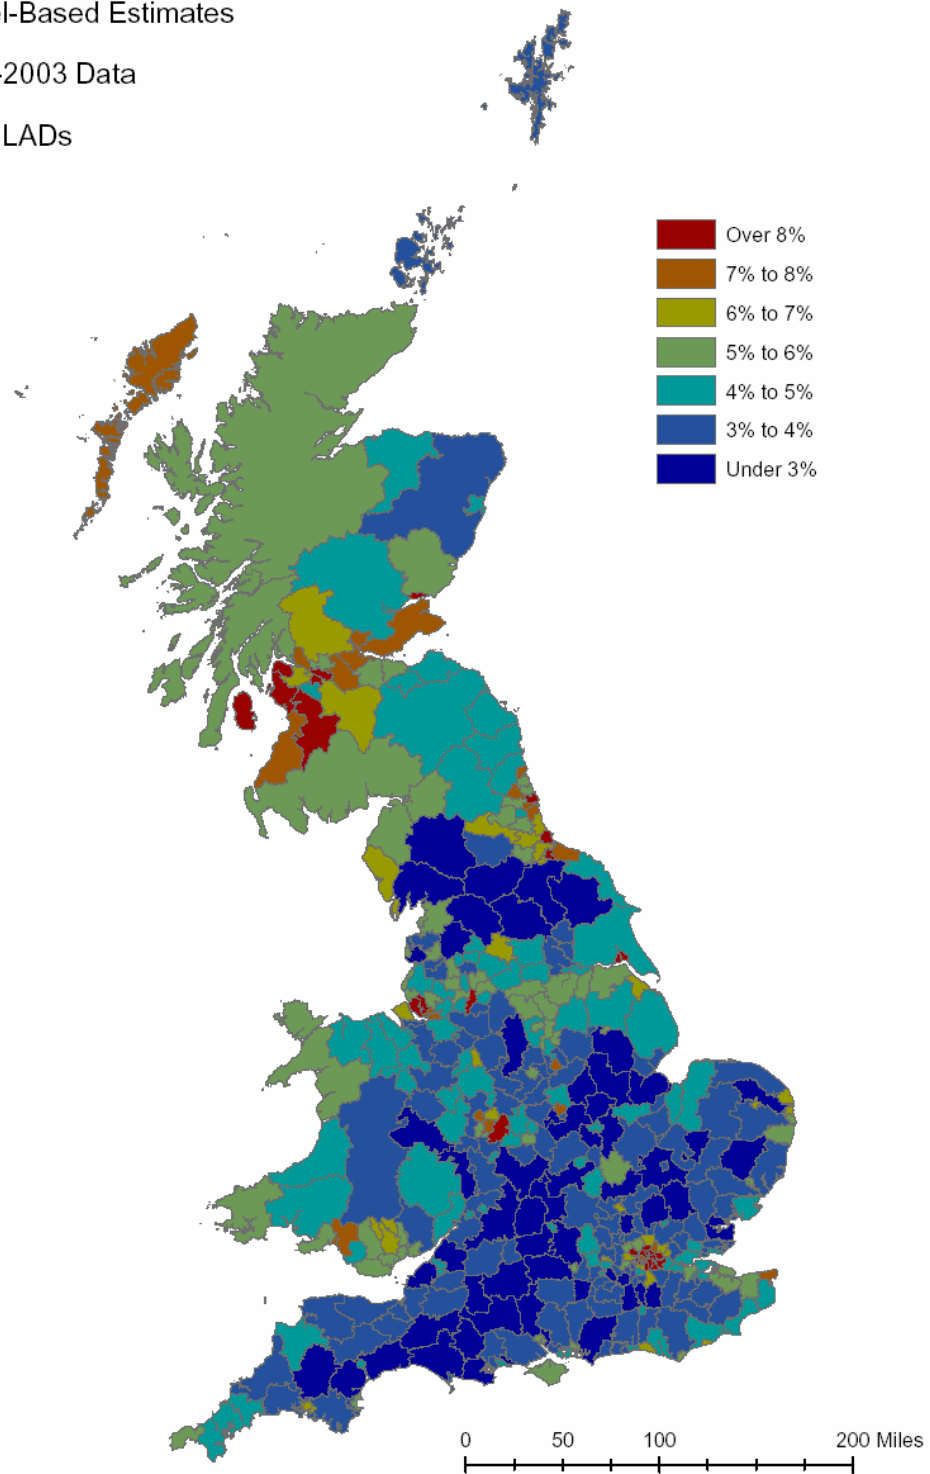 l-Based Estimates
-2003 Data
LADs
Over 8%
7% to 8%
6% to 7%
5% to 6%
4% to 5%
3% to 4%
Under 3%
0 50 100 200 Miles